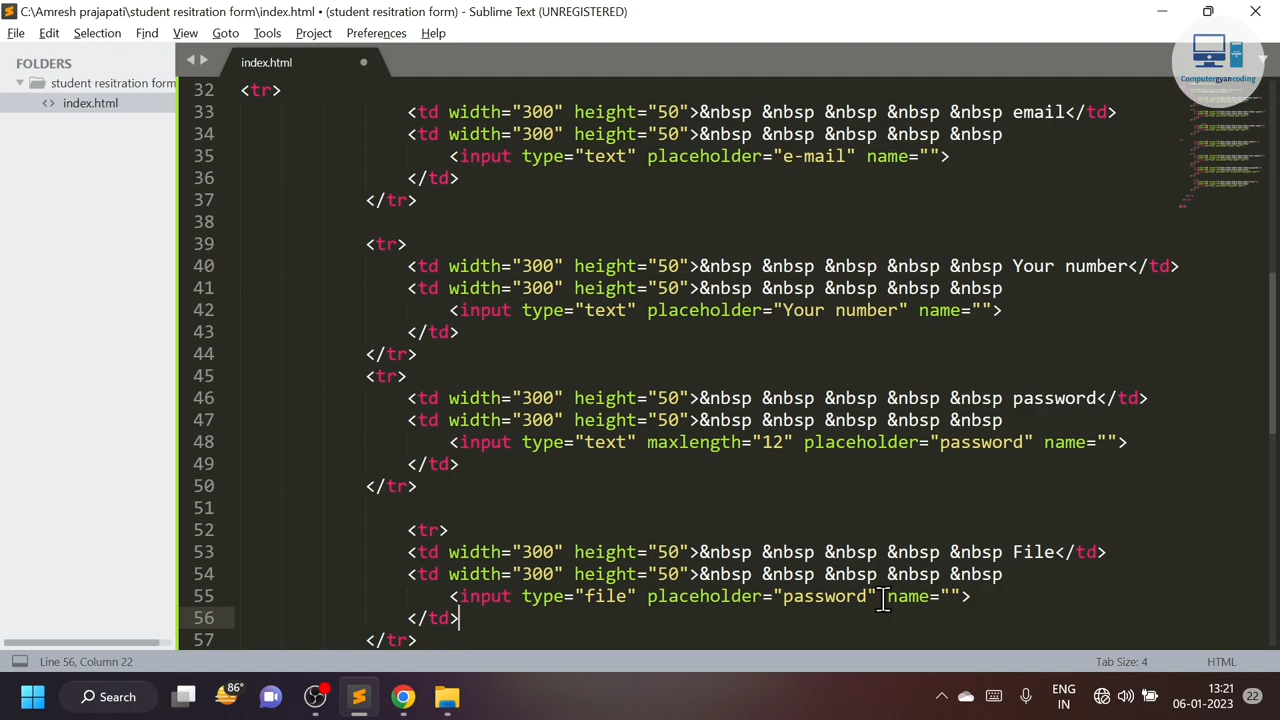 C:\Amresh prajapati\student resitration form\index.html • (student resitration form) - Sublime Text (UNREGISTERED)
File Edit Selection Find View Goto Tools Project Preferences Help
Computergyancoding
FOLDERS
student resitration form
<> index.html
index.html
32 <tr>
33 <td width="300" height="50">&nbsp &nbsp &nbsp &nbsp &nbsp email</td>
34 <td width="300" height="50">&nbsp &nbsp &nbsp &nbsp &nbsp
35 <input type="text" placeholder="e-mail" name="">
36 </td>
37 </tr>
38
39 <tr>
40 <td width="300" height="50">&nbsp &nbsp &nbsp &nbsp &nbsp Your number</td>
41 <td width="300" height="50">&nbsp &nbsp &nbsp &nbsp &nbsp
42 <input type="text" placeholder="Your number" name="">
43 </td>
44 </tr>
45 <tr>
46 <td width="300" height="50">&nbsp &nbsp &nbsp &nbsp &nbsp password</td>
47 <td width="300" height="50">&nbsp &nbsp &nbsp &nbsp &nbsp
48 <input type="text" maxlength="12" placeholder="password" name="">
49 </td>
50 </tr>
51
52 <tr>
53 <td width="300" height="50">&nbsp &nbsp &nbsp &nbsp &nbsp File</td>
54 <td width="300" height="50">&nbsp &nbsp &nbsp &nbsp &nbsp
55 <input type="file" placeholder="password" name="">
56 </td>
57 </tr>
Line 56, Column 22 Tab Size: 4 HTML
Search 86° ENG IN 13:21 06-01-2023 22